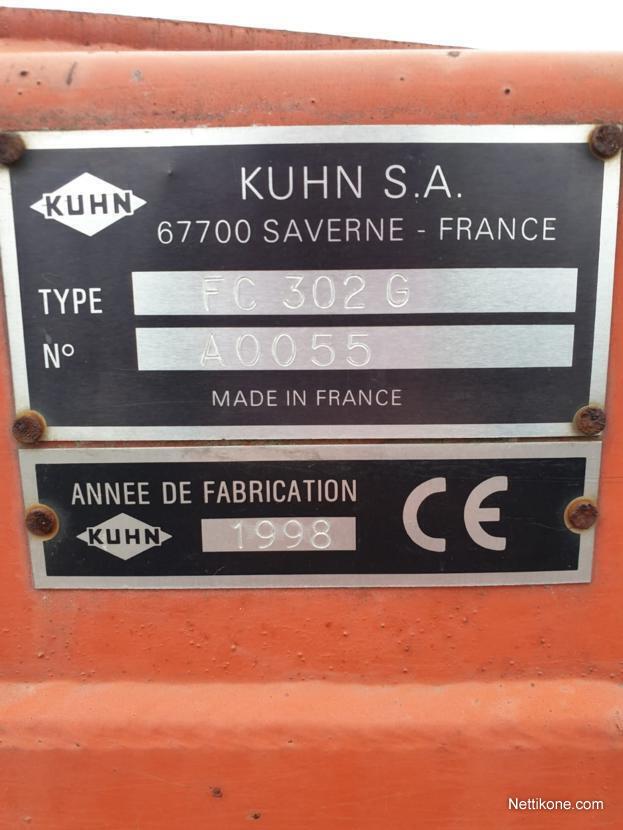 KUHN
KUHN S.A.
67700 SAVERNE - FRANCE
TYPE FC 302 G
N° A0055
MADE IN FRANCE
ANNEE DE FABRICATION
KUHN 1998
CE
Nettikone.com